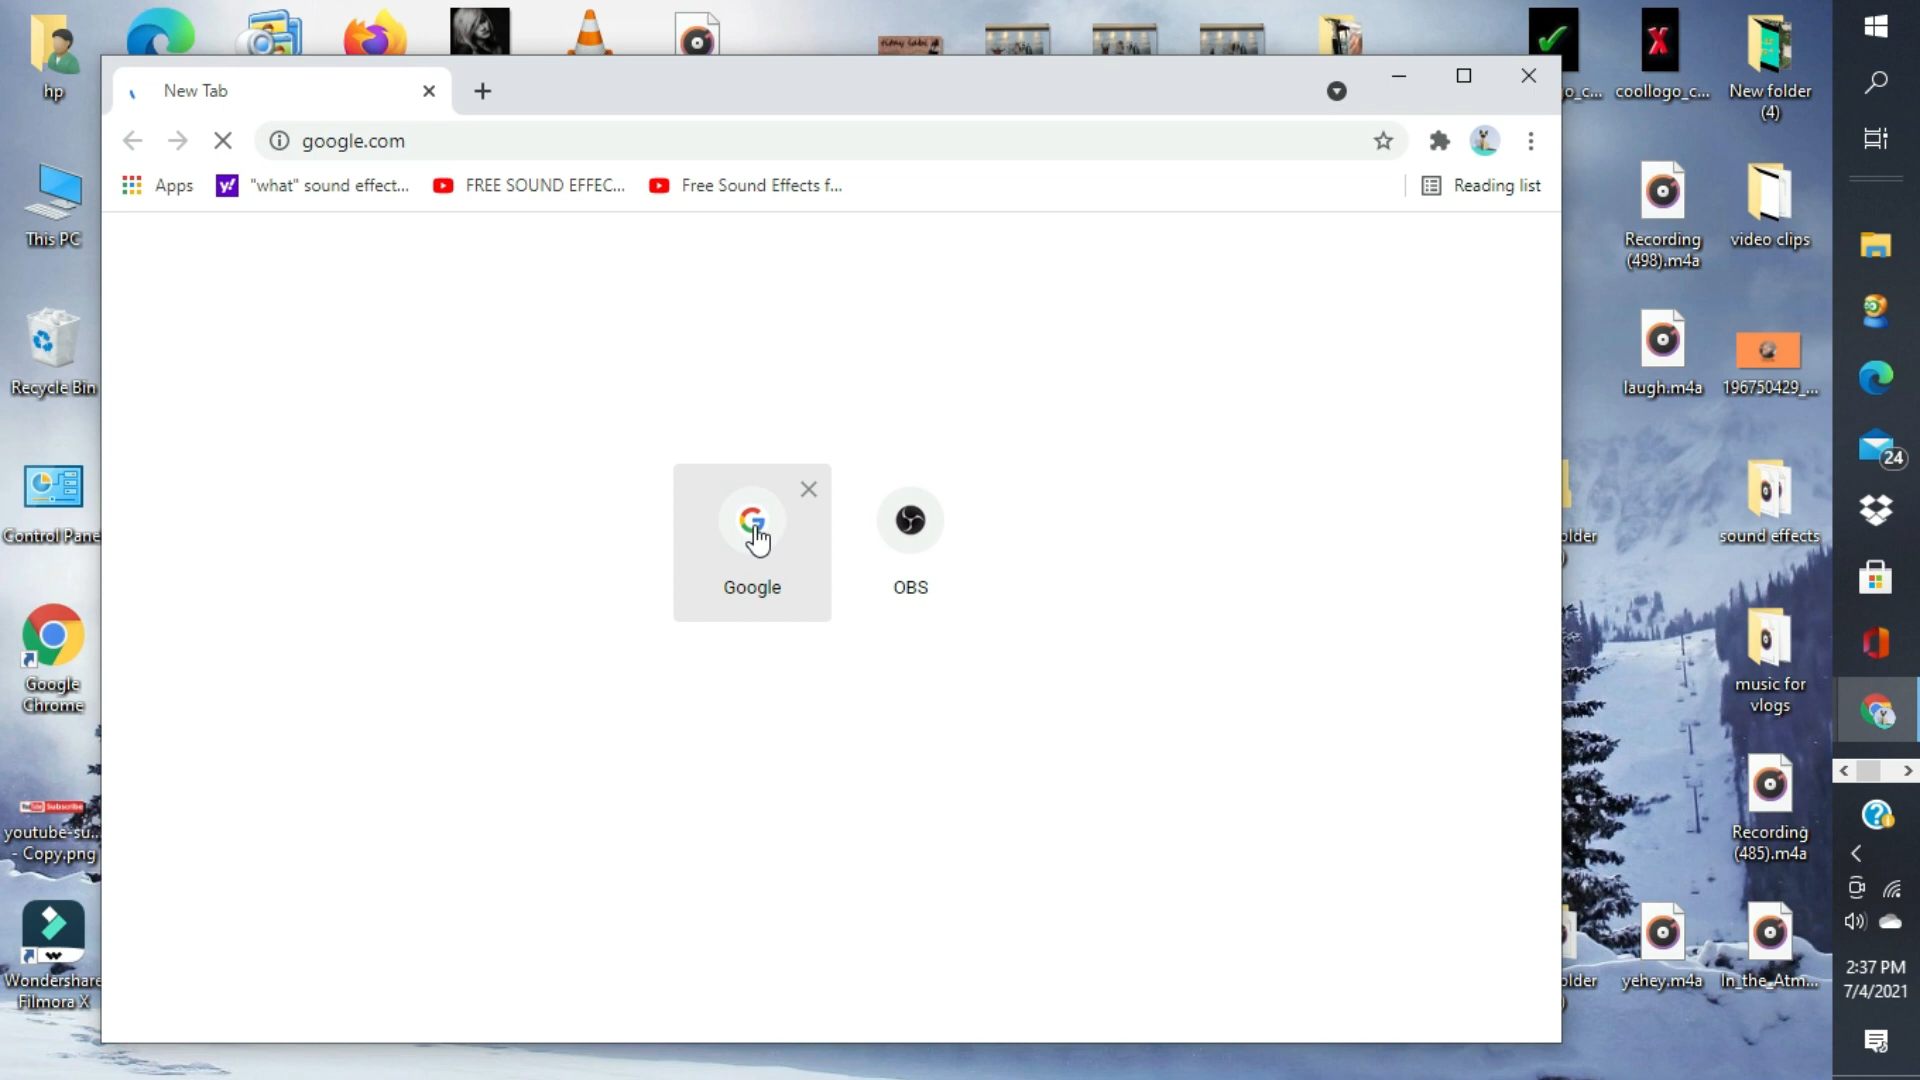 New Tab
google.com
Apps
"what" sound effect...
FREE SOUND EFFEC...
Free Sound Effects f...
Reading list
Google
OBS
hp
This PC
Recycle Bin
Control Pane
Google
Chrome
youtube-su...
- Copy.png
Wondershare
Filmora X
coollogo_c...
New folder
(4)
Recording
(498).m4a
video clips
laugh.m4a
196750429_...
older
sound effects
music for
vlogs
Recording
(485).m4a
older
yehey.m4a
In_the_Atm...
24
2:37 PM
7/4/2021